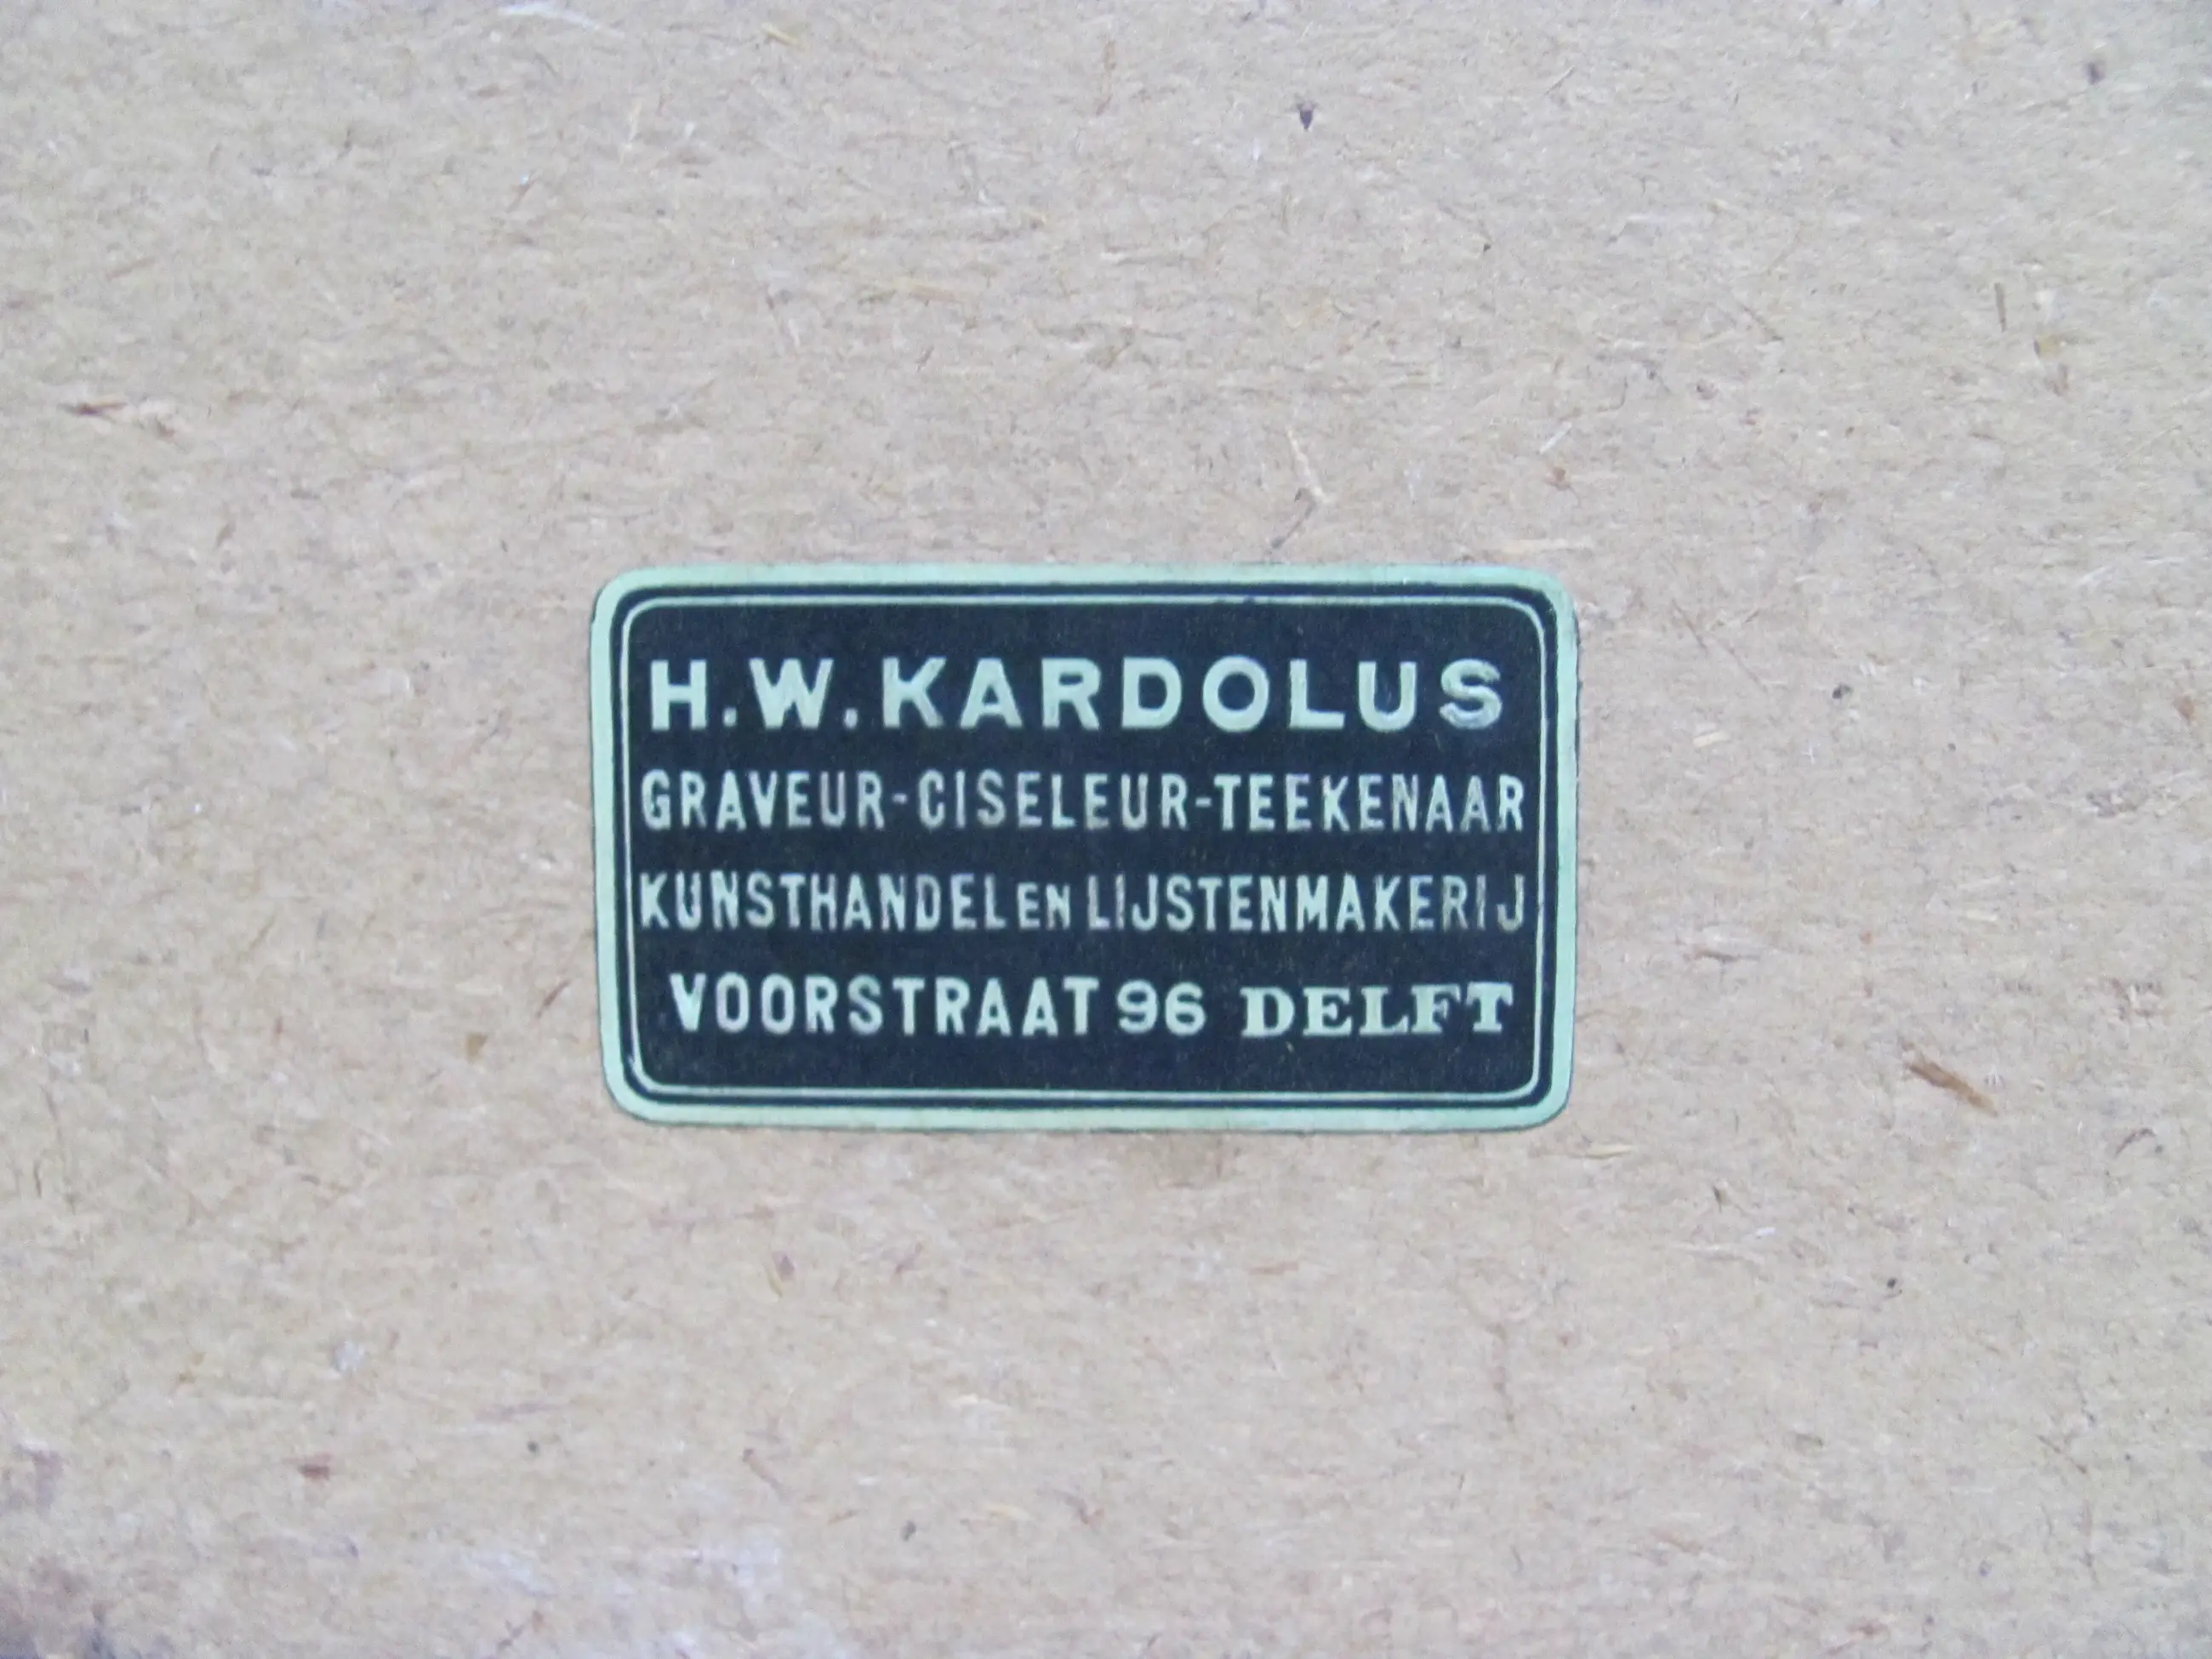 H.W. KARDOLUS
GRAVEUR-CISELEUR-TEEKENAAR
KUNSTHANDEL EN LIJSTENMAKERIJ
VOORSTRAAT 96 DELFT